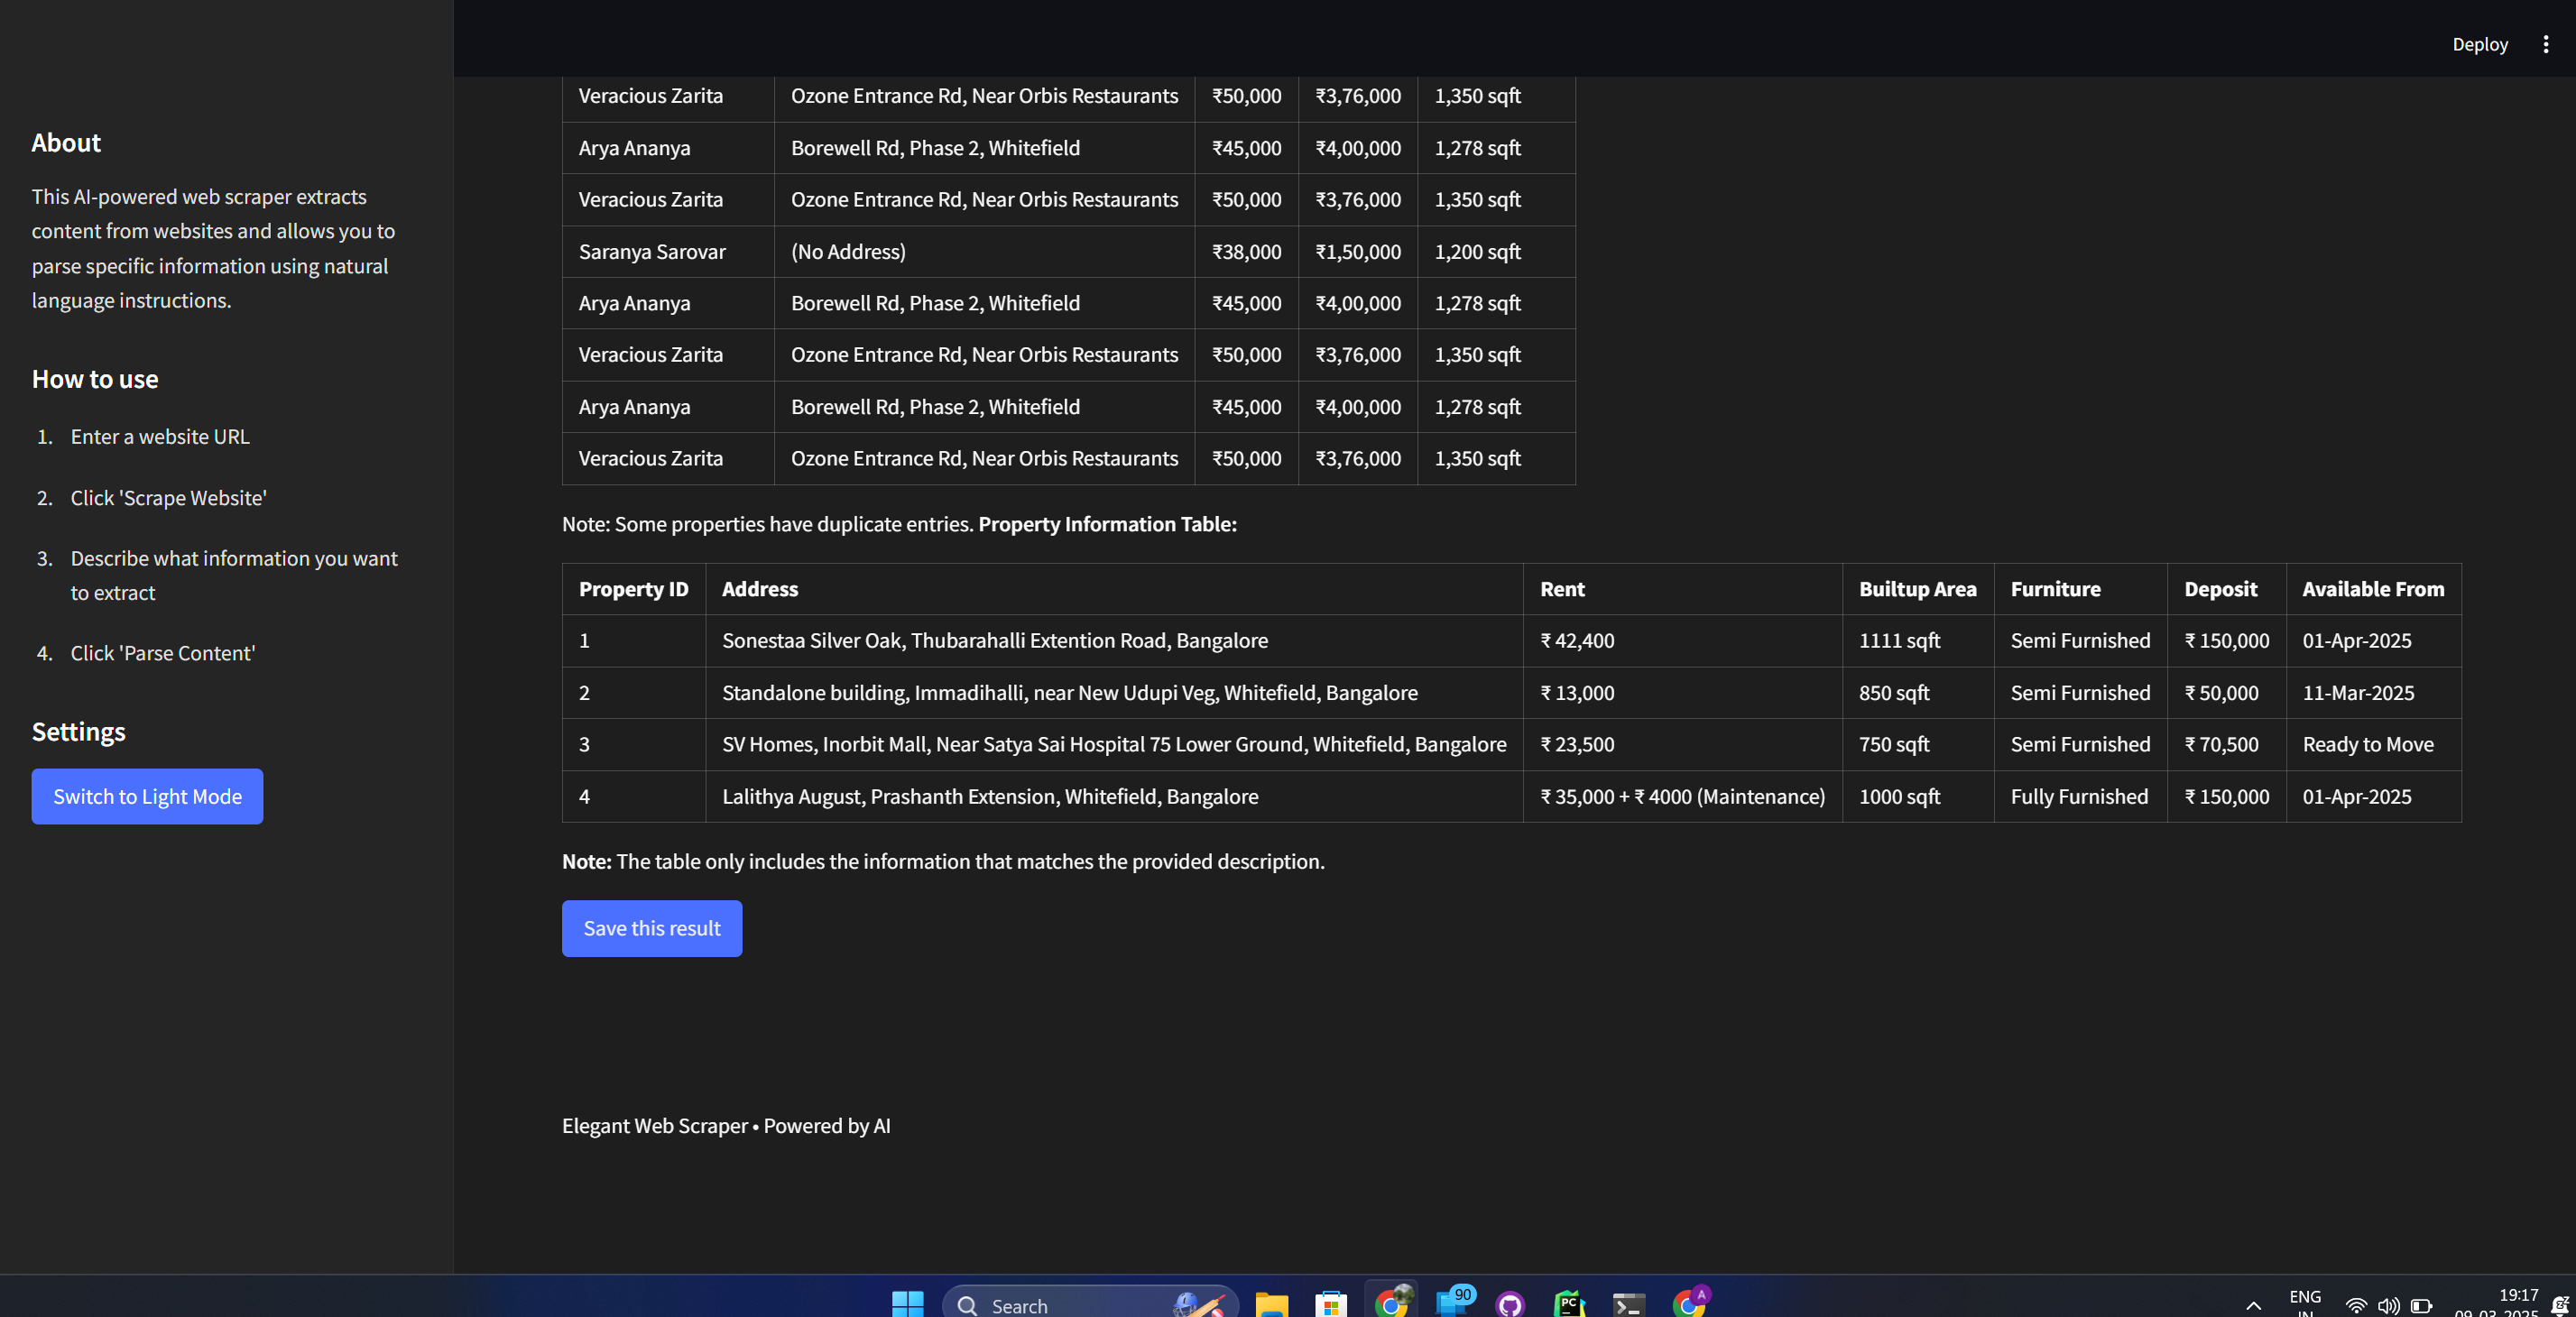 Deploy
About
This AI-powered web scraper extracts
content from websites and allows you to
parse specific information using natural
language instructions.
How to use
1. Enter a website URL
2. Click 'Scrape Website'
3. Describe what information you want
to extract
4. Click 'Parse Content'
Settings
Switch to Light Mode
Veracious Zarita Ozone Entrance Rd, Near Orbis Restaurants ₹50,000 ₹3,76,000 1,350 sqft
Arya Ananya Borewell Rd, Phase 2, Whitefield ₹45,000 ₹4,00,000 1,278 sqft
Veracious Zarita Ozone Entrance Rd, Near Orbis Restaurants ₹50,000 ₹3,76,000 1,350 sqft
Saranya Sarovar (No Address) ₹38,000 ₹1,50,000 1,200 sqft
Arya Ananya Borewell Rd, Phase 2, Whitefield ₹45,000 ₹4,00,000 1,278 sqft
Veracious Zarita Ozone Entrance Rd, Near Orbis Restaurants ₹50,000 ₹3,76,000 1,350 sqft
Arya Ananya Borewell Rd, Phase 2, Whitefield ₹45,000 ₹4,00,000 1,278 sqft
Veracious Zarita Ozone Entrance Rd, Near Orbis Restaurants ₹50,000 ₹3,76,000 1,350 sqft
Note: Some properties have duplicate entries. Property Information Table:
Property ID Address Rent Builtup Area Furniture Deposit Available From
1 Sonestaa Silver Oak, Thubarahalli Extention Road, Bangalore ₹ 42,400 1111 sqft Semi Furnished ₹ 150,000 01-Apr-2025
2 Standalone building, Immadihalli, near New Udupi Veg, Whitefield, Bangalore ₹ 13,000 850 sqft Semi Furnished ₹ 50,000 11-Mar-2025
3 SV Homes, Inorbit Mall, Near Satya Sai Hospital 75 Lower Ground, Whitefield, Bangalore ₹ 23,500 750 sqft Semi Furnished ₹ 70,500 Ready to Move
4 Lalithya August, Prashanth Extension, Whitefield, Bangalore ₹ 35,000 + ₹ 4000 (Maintenance) 1000 sqft Fully Furnished ₹ 150,000 01-Apr-2025
Note: The table only includes the information that matches the provided description.
Save this result
Elegant Web Scraper • Powered by AI
Search
90
PC
A
ENG
IN
19:17
09-03-2025